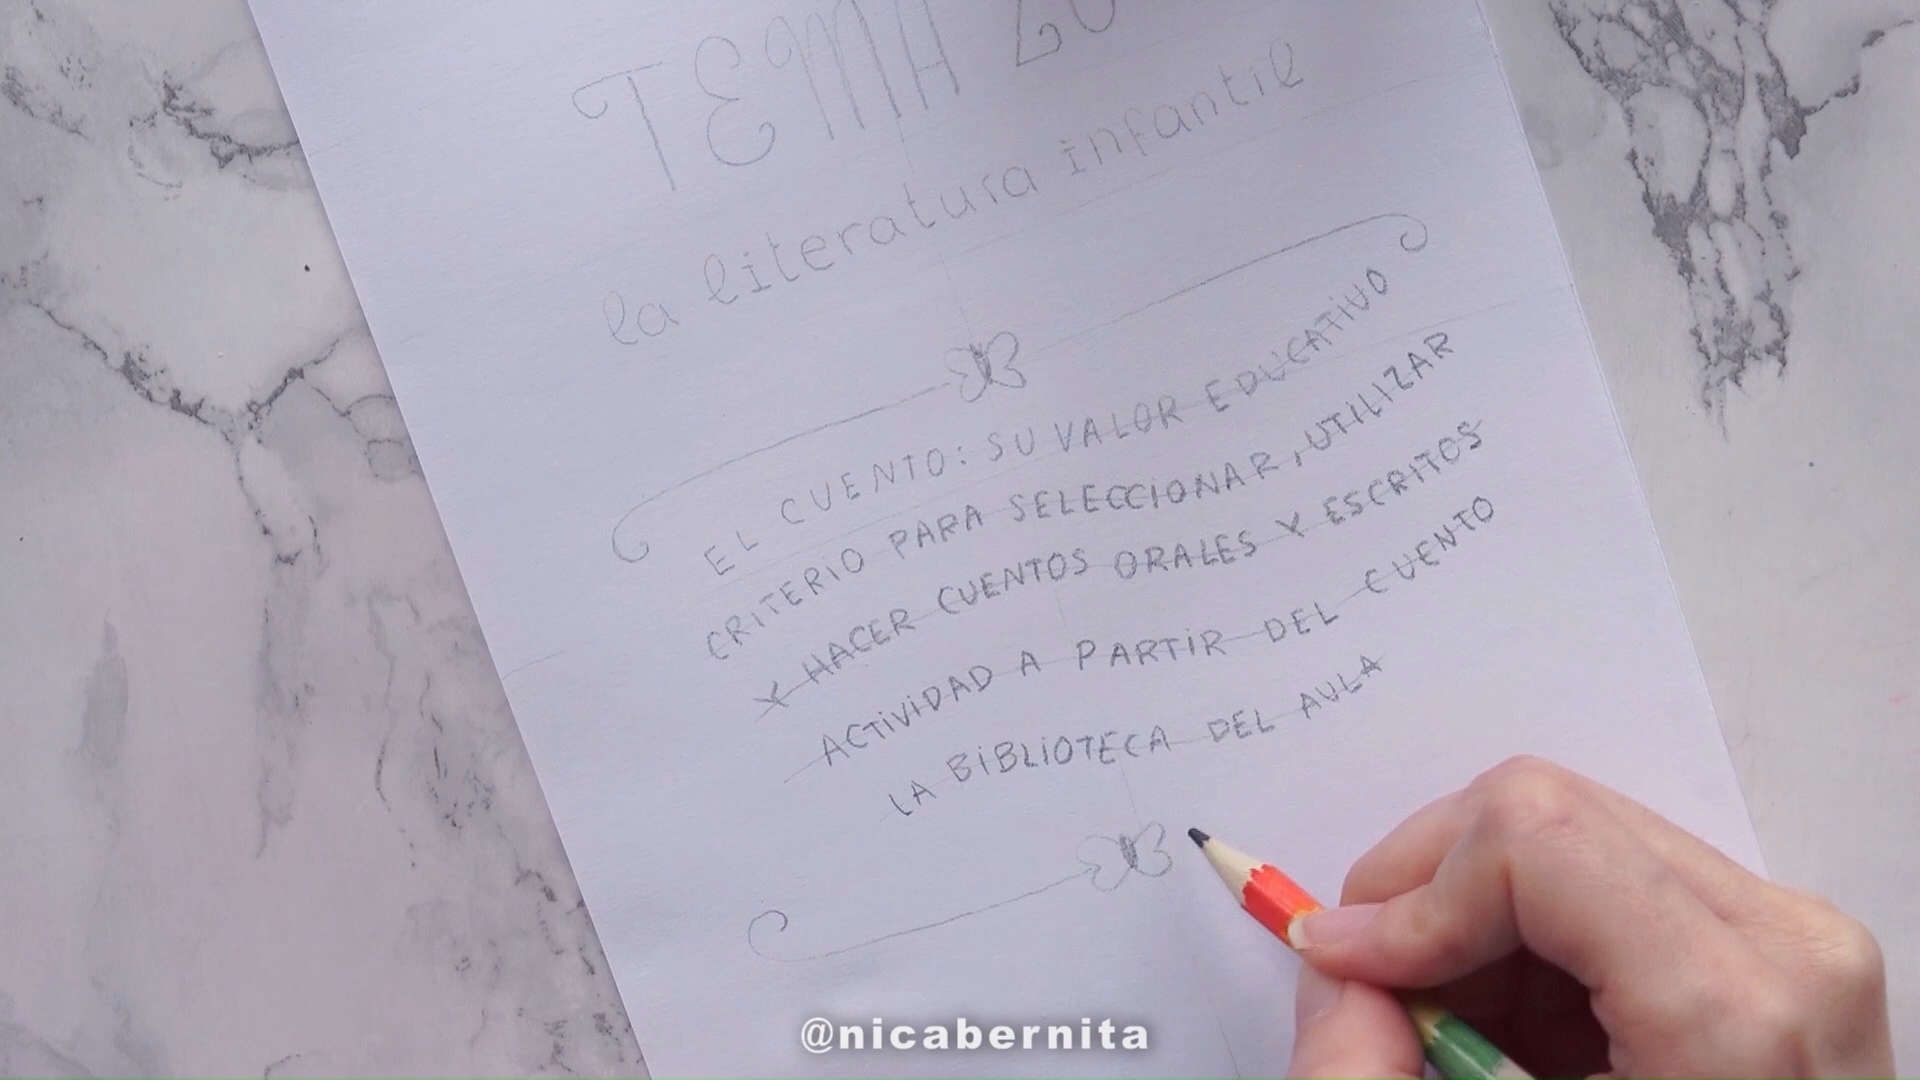 TEMA 20
la literatura infantil
EL CUENTO: SU VALOR EDUCATIVO
CRITERIO PARA SELECCIONAR, UTILIZAR
Y HACER CUENTOS ORALES Y ESCRITOS
ACTIVIDAD A PARTIR DEL CUENTO
LA BIBLIOTECA DEL AULA
@nicabernita